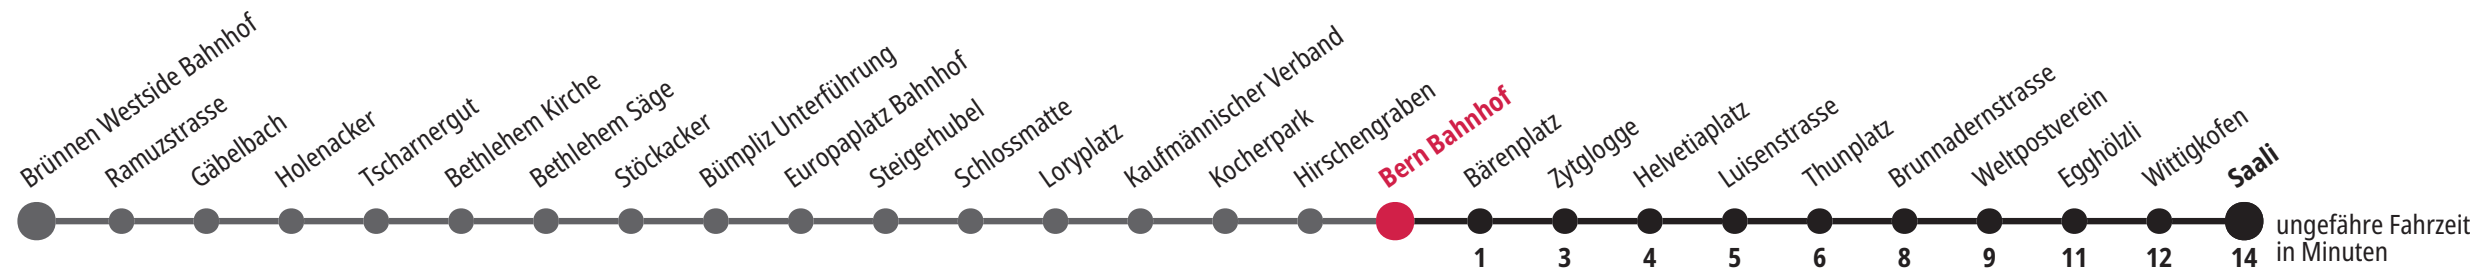 Brünnen Westside Bahnhof
Ramuzstrasse
Gäbelbach
Holenacker
Tscharnergut
Bethlehem Kirche
Bethlehem Säge
Stöckacker
Bümpliz Unterführung
Europaplatz Bahnhof
Steigerhubel
Schlossmatte
Loryplatz
Kaufmännischer Verband
Kocherpark
Hirschengraben
Bern Bahnhof
Bärenplatz
Zytglogge
Helvetiaplatz
Luisenstrasse
Thunplatz
Brunnadernstrasse
Weltpostverein
Egghölzli
Wittigkofen
Saali
1 3 4 5 6 8 9 11 12 14
ungefähre Fahrzeit
in Minuten